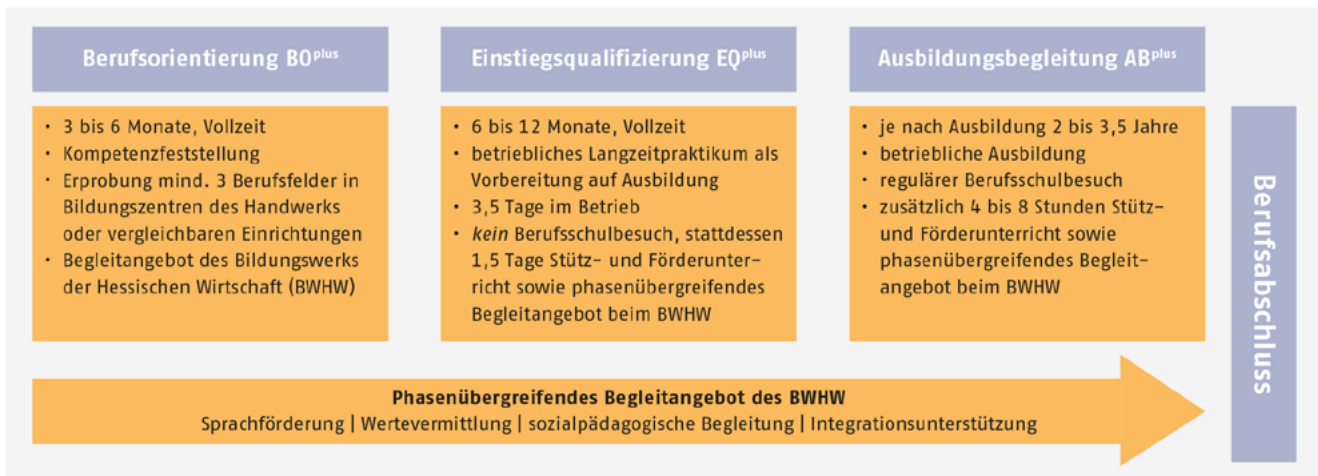 Berufsorientierung BOplus
• 3 bis 6 Monate, Vollzeit
• Kompetenzfeststellung
• Erprobung mind. 3 Berufsfelder in
Bildungszentren des Handwerks
oder vergleichbaren Einrichtungen
• Begleitangebot des Bildungswerks
der Hessischen Wirtschaft (BWHW)
Einstiegsqualifizierung EQplus
• 6 bis 12 Monate, Vollzeit
• betriebliches Langzeitpraktikum als
Vorbereitung auf Ausbildung
• 3,5 Tage im Betrieb
• kein Berufsschulbesuch, stattdessen
1,5 Tage Stütz- und Förderunter-
richt sowie phasenübergreifendes
Begleitangebot beim BWHW
Ausbildungsbegleitung ABplus
• je nach Ausbildung 2 bis 3,5 Jahre
• betriebliche Ausbildung
• regulärer Berufsschulbesuch
• zusätzlich 4 bis 8 Stunden Stütz-
und Förderunterricht sowie
phasenübergreifendes Begleit-
angebot beim BWHW
Berufsabschluss
Phasenübergreifendes Begleitangebot des BWHW
Sprachförderung | Wertevermittlung | sozialpädagogische Begleitung | Integrationsunterstützung